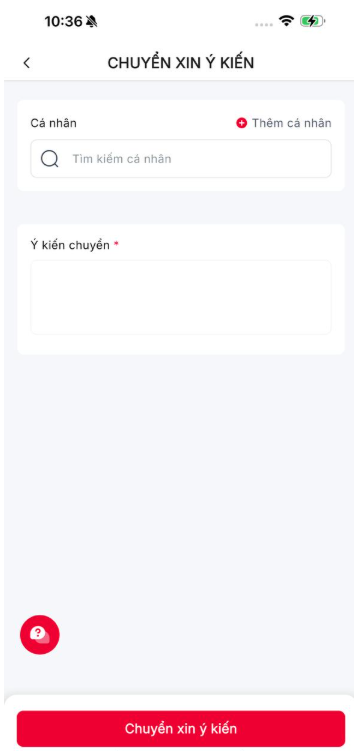 10:36
CHUYỂN XIN Ý KIẾN
Cá nhân
Thêm cá nhân
Tìm kiếm cá nhân
Ý kiến chuyển *
?
Chuyển xin ý kiến